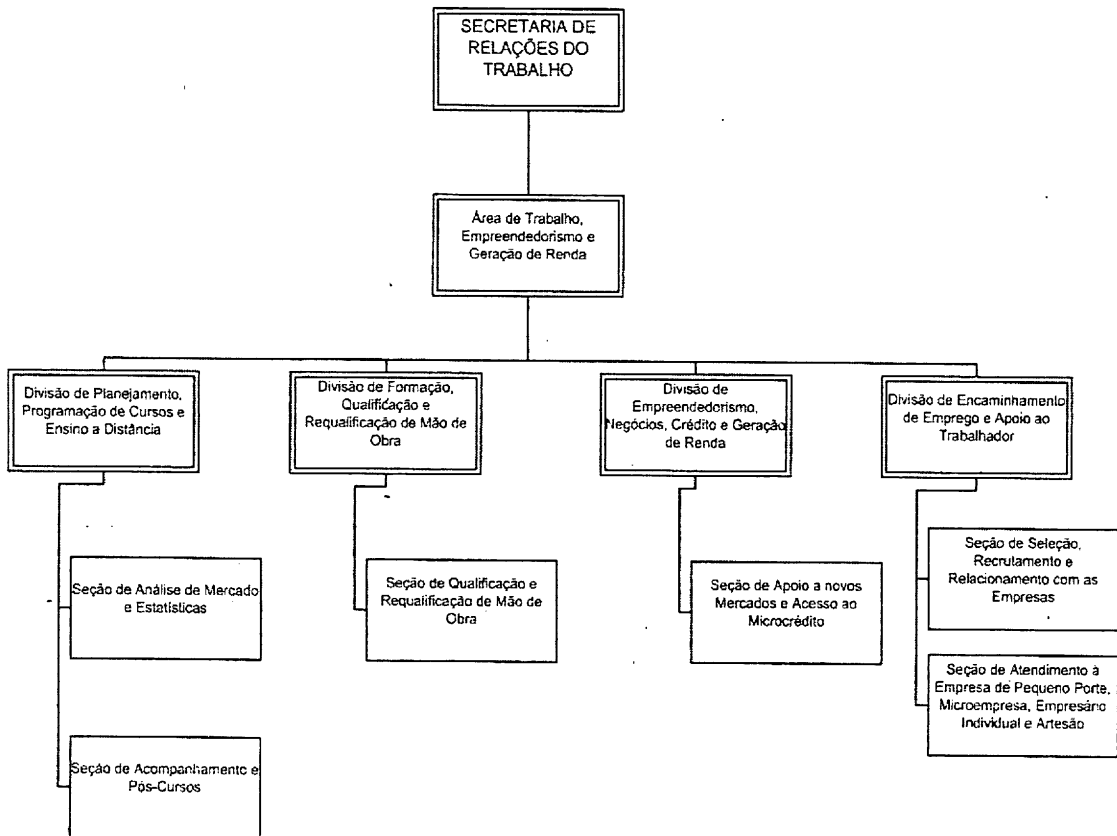 SECRETARIA DE
RELAÇÕES DO
TRABALHO
Área de Trabalho,
Empreendedorismo e
Geração de Renda
Divisão de Planejamento,
Programação de Cursos e
Ensino a Distância
Divisão de Formação,
Qualificação e
Requalificação de Mão de
Obra
Divisão de
Empreendedorismo,
Negócios, Crédito e Geração
de Renda
Divisão de Encaminhamento
de Emprego e Apoio ao
Trabalhador
Seção de Análise de Mercado
e Estatísticas
Seção de Qualificação e
Requalificação de Mão de
Obra
Seção de Apoio a novos
Mercados e Acesso ao
Microcrédito
Seção de Seleção,
Recrutamento e
Relacionamento com as
Empresas
Seção de Atendimento à
Empresa de Pequeno Porte,
Microempresa, Empresário
Individual e Artesão
Seção de Acompanhamento e
Pós-Cursos